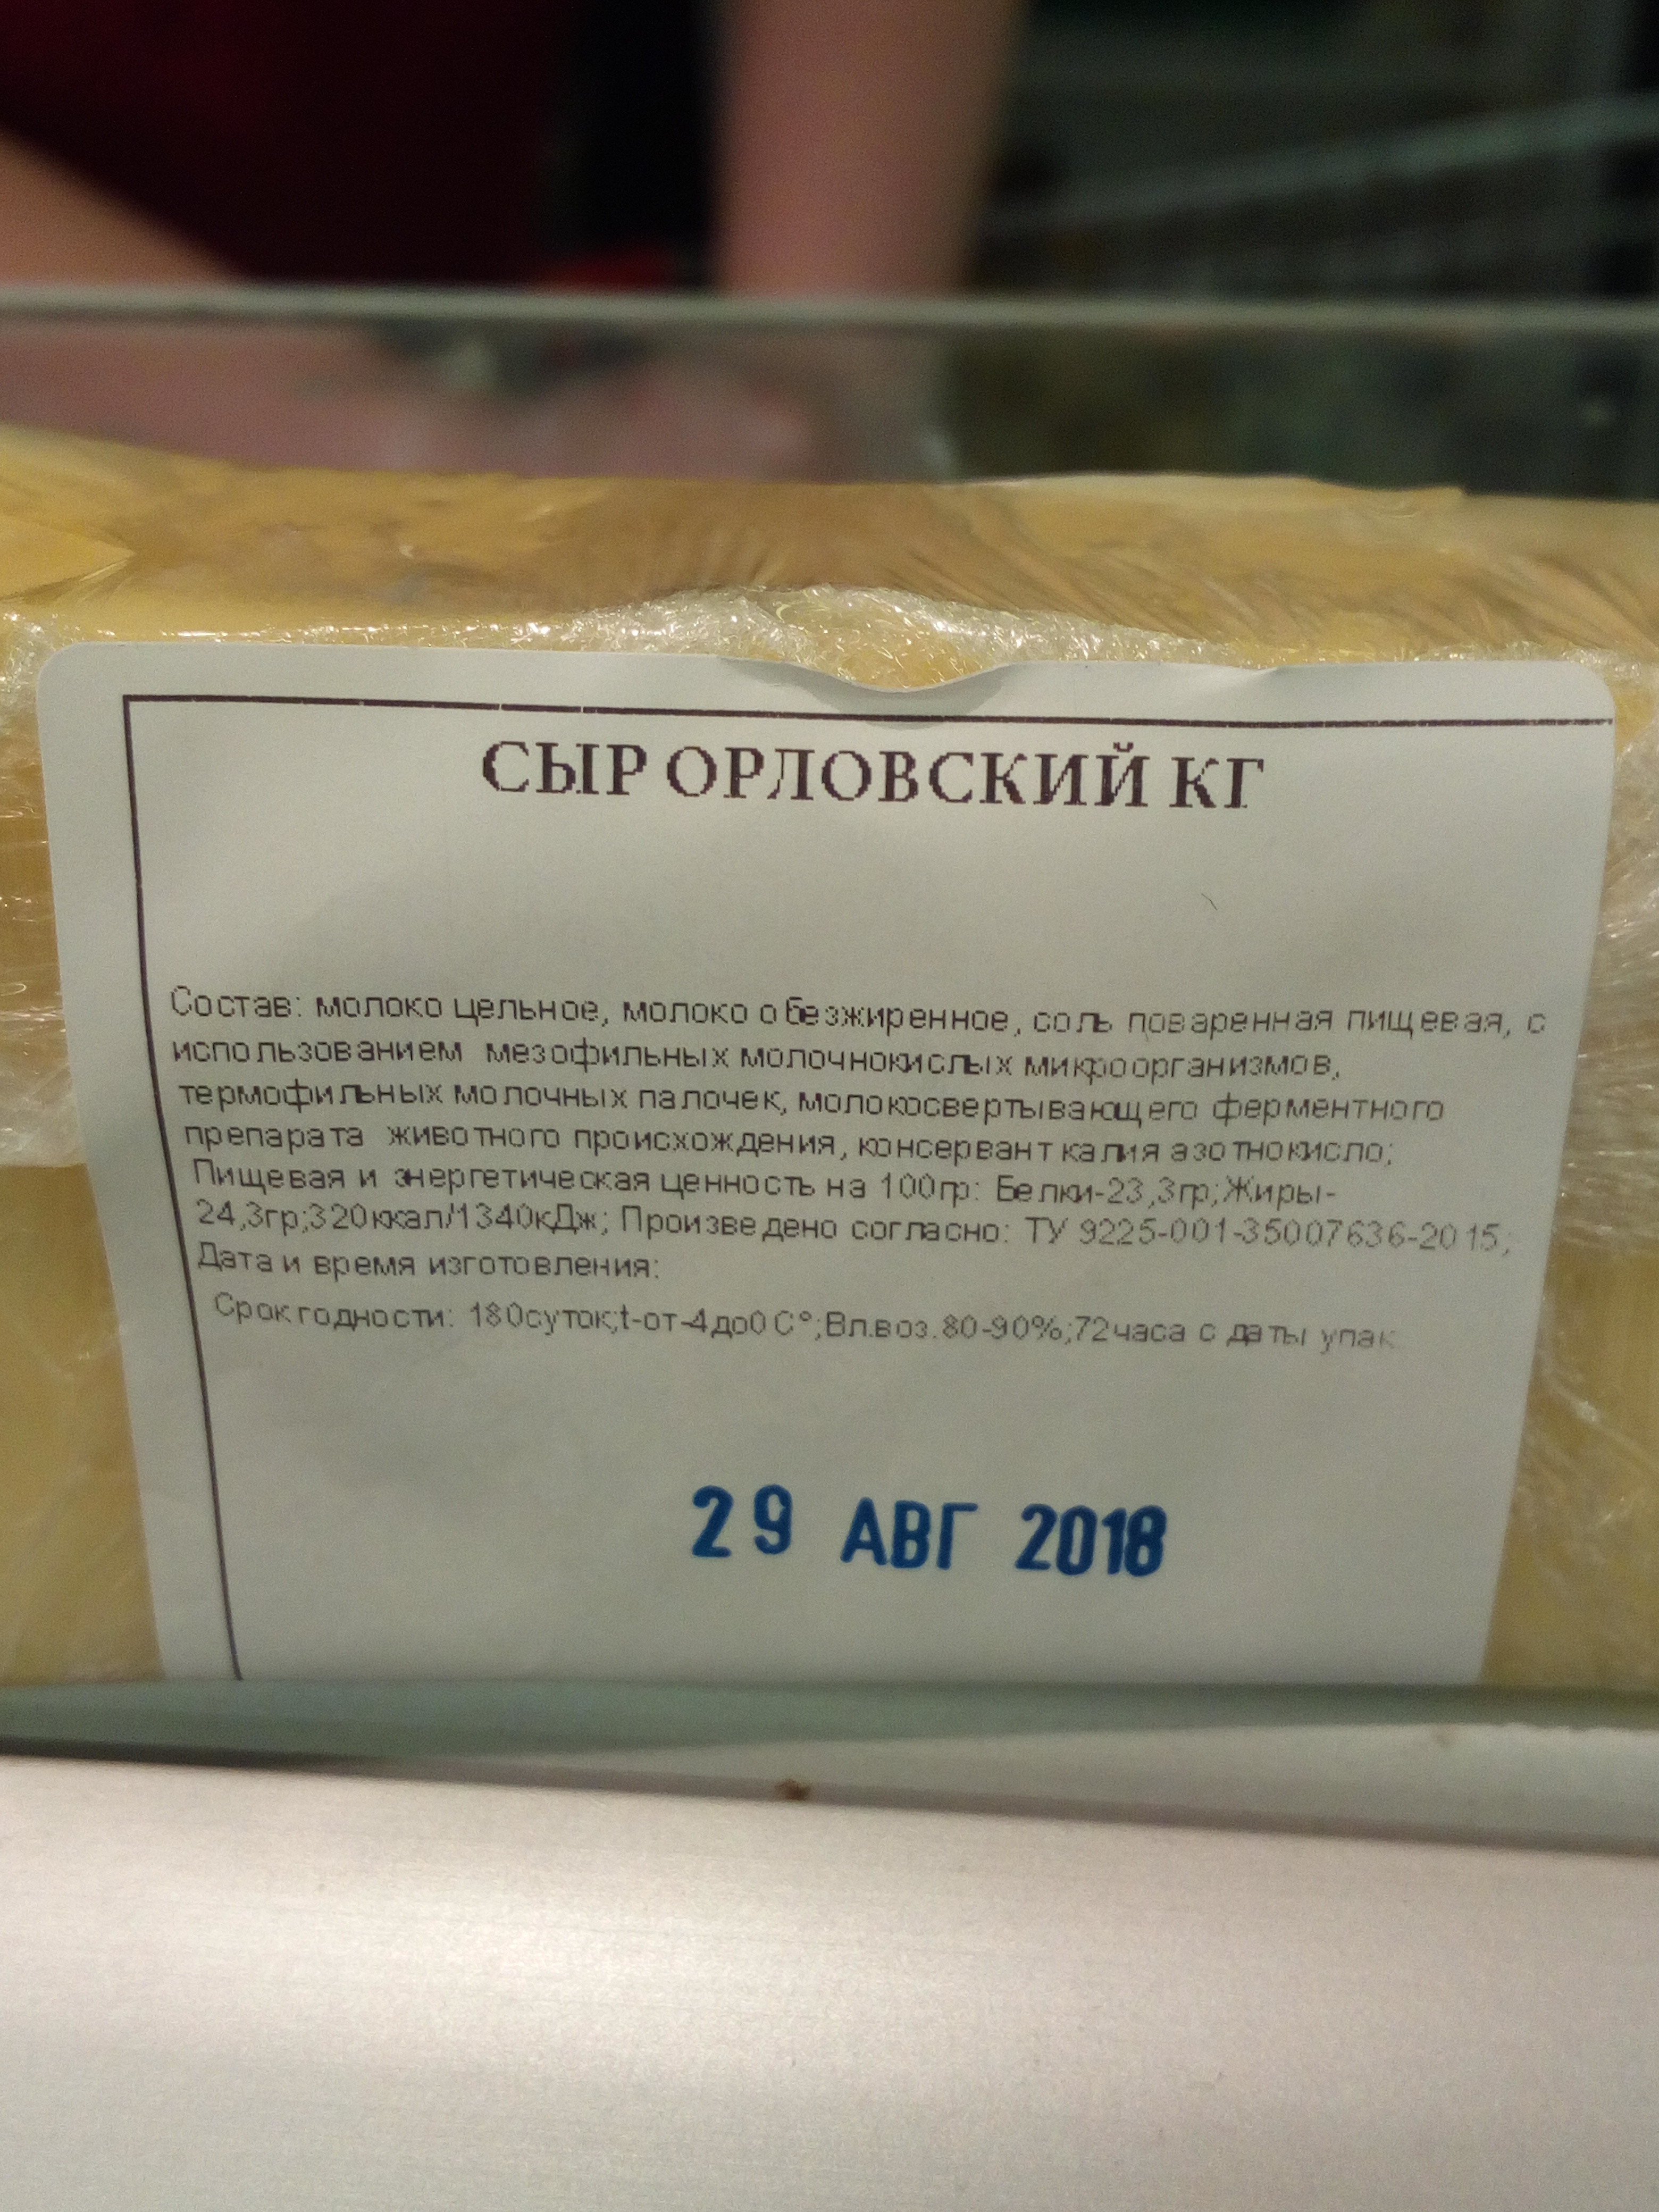 СЫР ОРЛОВСКИЙ КГ
Состав: молоко цельное, молоко обезжиренное, соль поваренная пищевая, с
использованием мезофильных молочнокислых микроорганизмов,
термофильных молочных палочек, молокосвертывающего ферментного
препарата животного происхождения, консервант калия азотнокисло;
Пищевая и энергетическая ценность на 100гр: Белки-23,3гр;Жиры-
24,3гр;320ккал/1340кДж; Произведено согласно: ТУ 9225-001-35007636-2015;
Дата и время изготовления:
Срок годности: 180суток;t-от-4до0 С°;Вл.воз.80-90%;72часа с даты упак
29 АВГ 2018